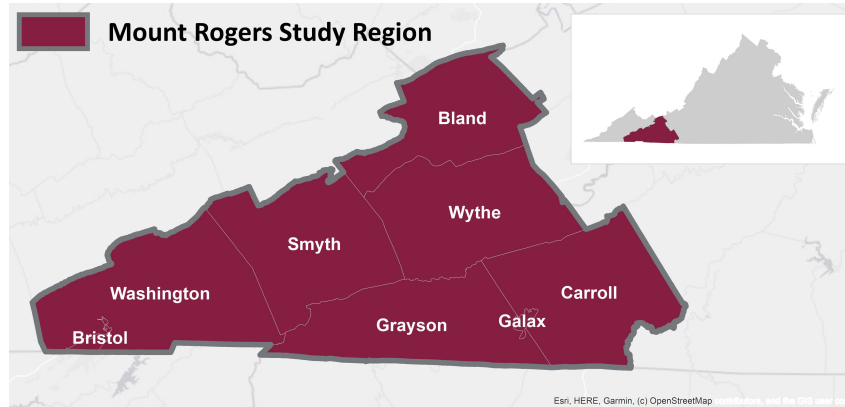 Mount Rogers Study Region
Bland
Wythe
Smyth
Carroll
Washington
Galax
Grayson
Bristol
Esri, HERE, Garmin, (c) OpenStreetMap contributors, and the GIS user co